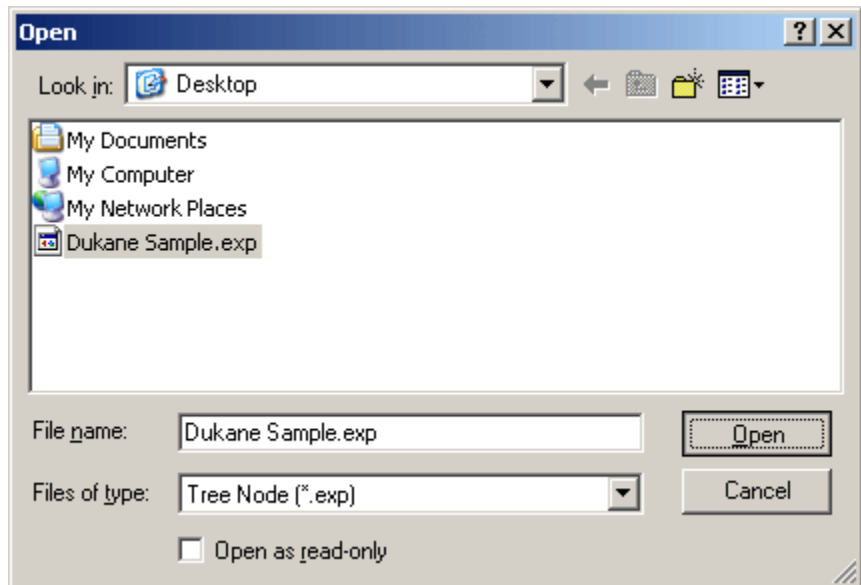 Open
Look in: Desktop
My Documents
My Computer
My Network Places
Dukane Sample.exp
File name: Dukane Sample.exp Open
Files of type: Tree Node (*.exp) Cancel
Open as read-only